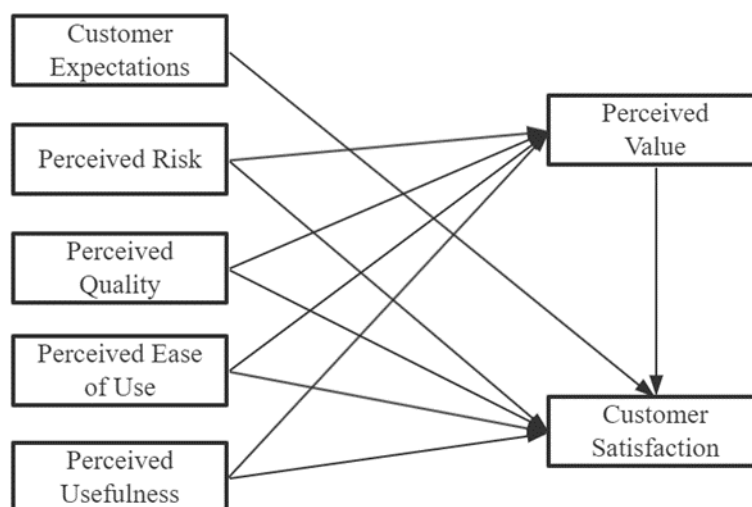 Customer
Expectations
Perceived Risk
Perceived
Quality
Perceived Ease
of Use
Perceived
Usefulness
Perceived
Value
Customer
Satisfaction